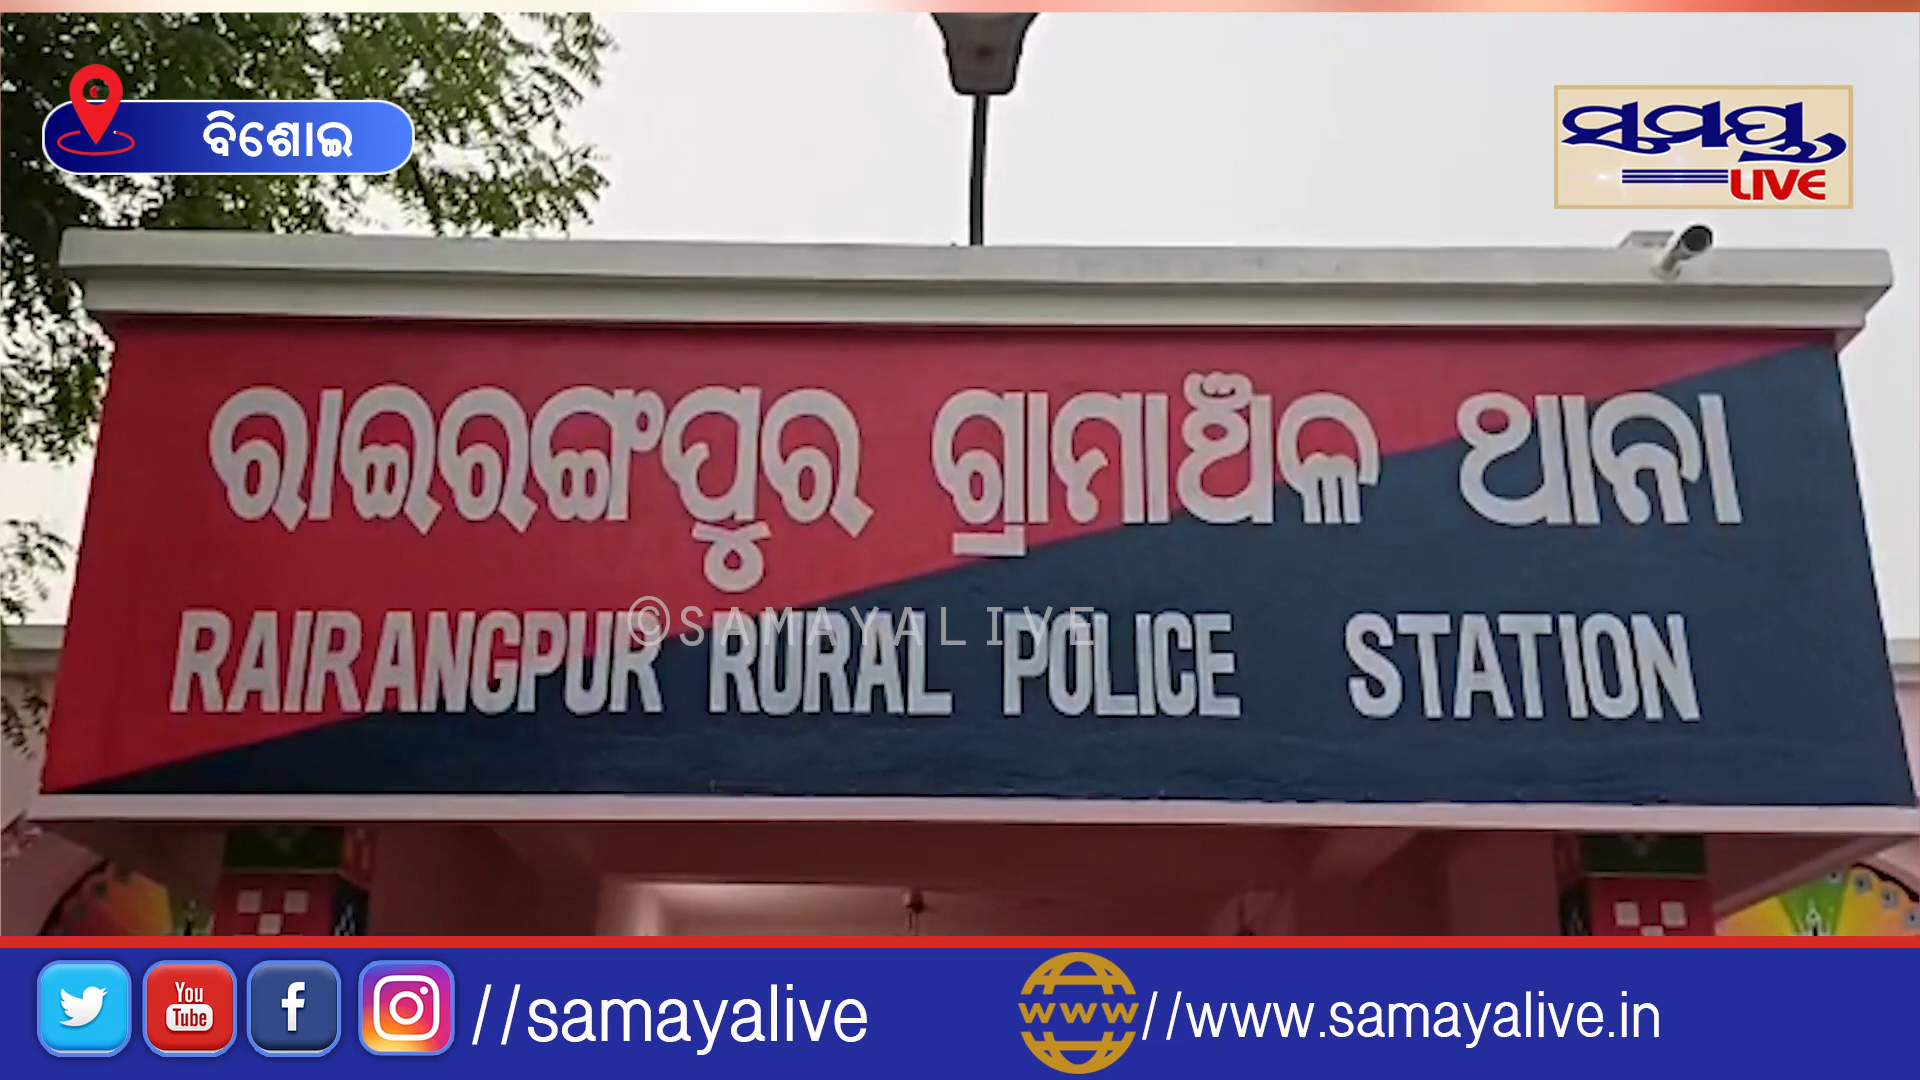 ବିଶୋଇ
ସମୟ
LIVE
ରାଇରଙ୍ଗପୁର ଗ୍ରାମାଞ୍ଚଳ ଥାନା
RAIRANGPUR RURAL POLICE STATION
©SAMAYALIVE
You
Tube
//samayalive
www//www.samayalive.in